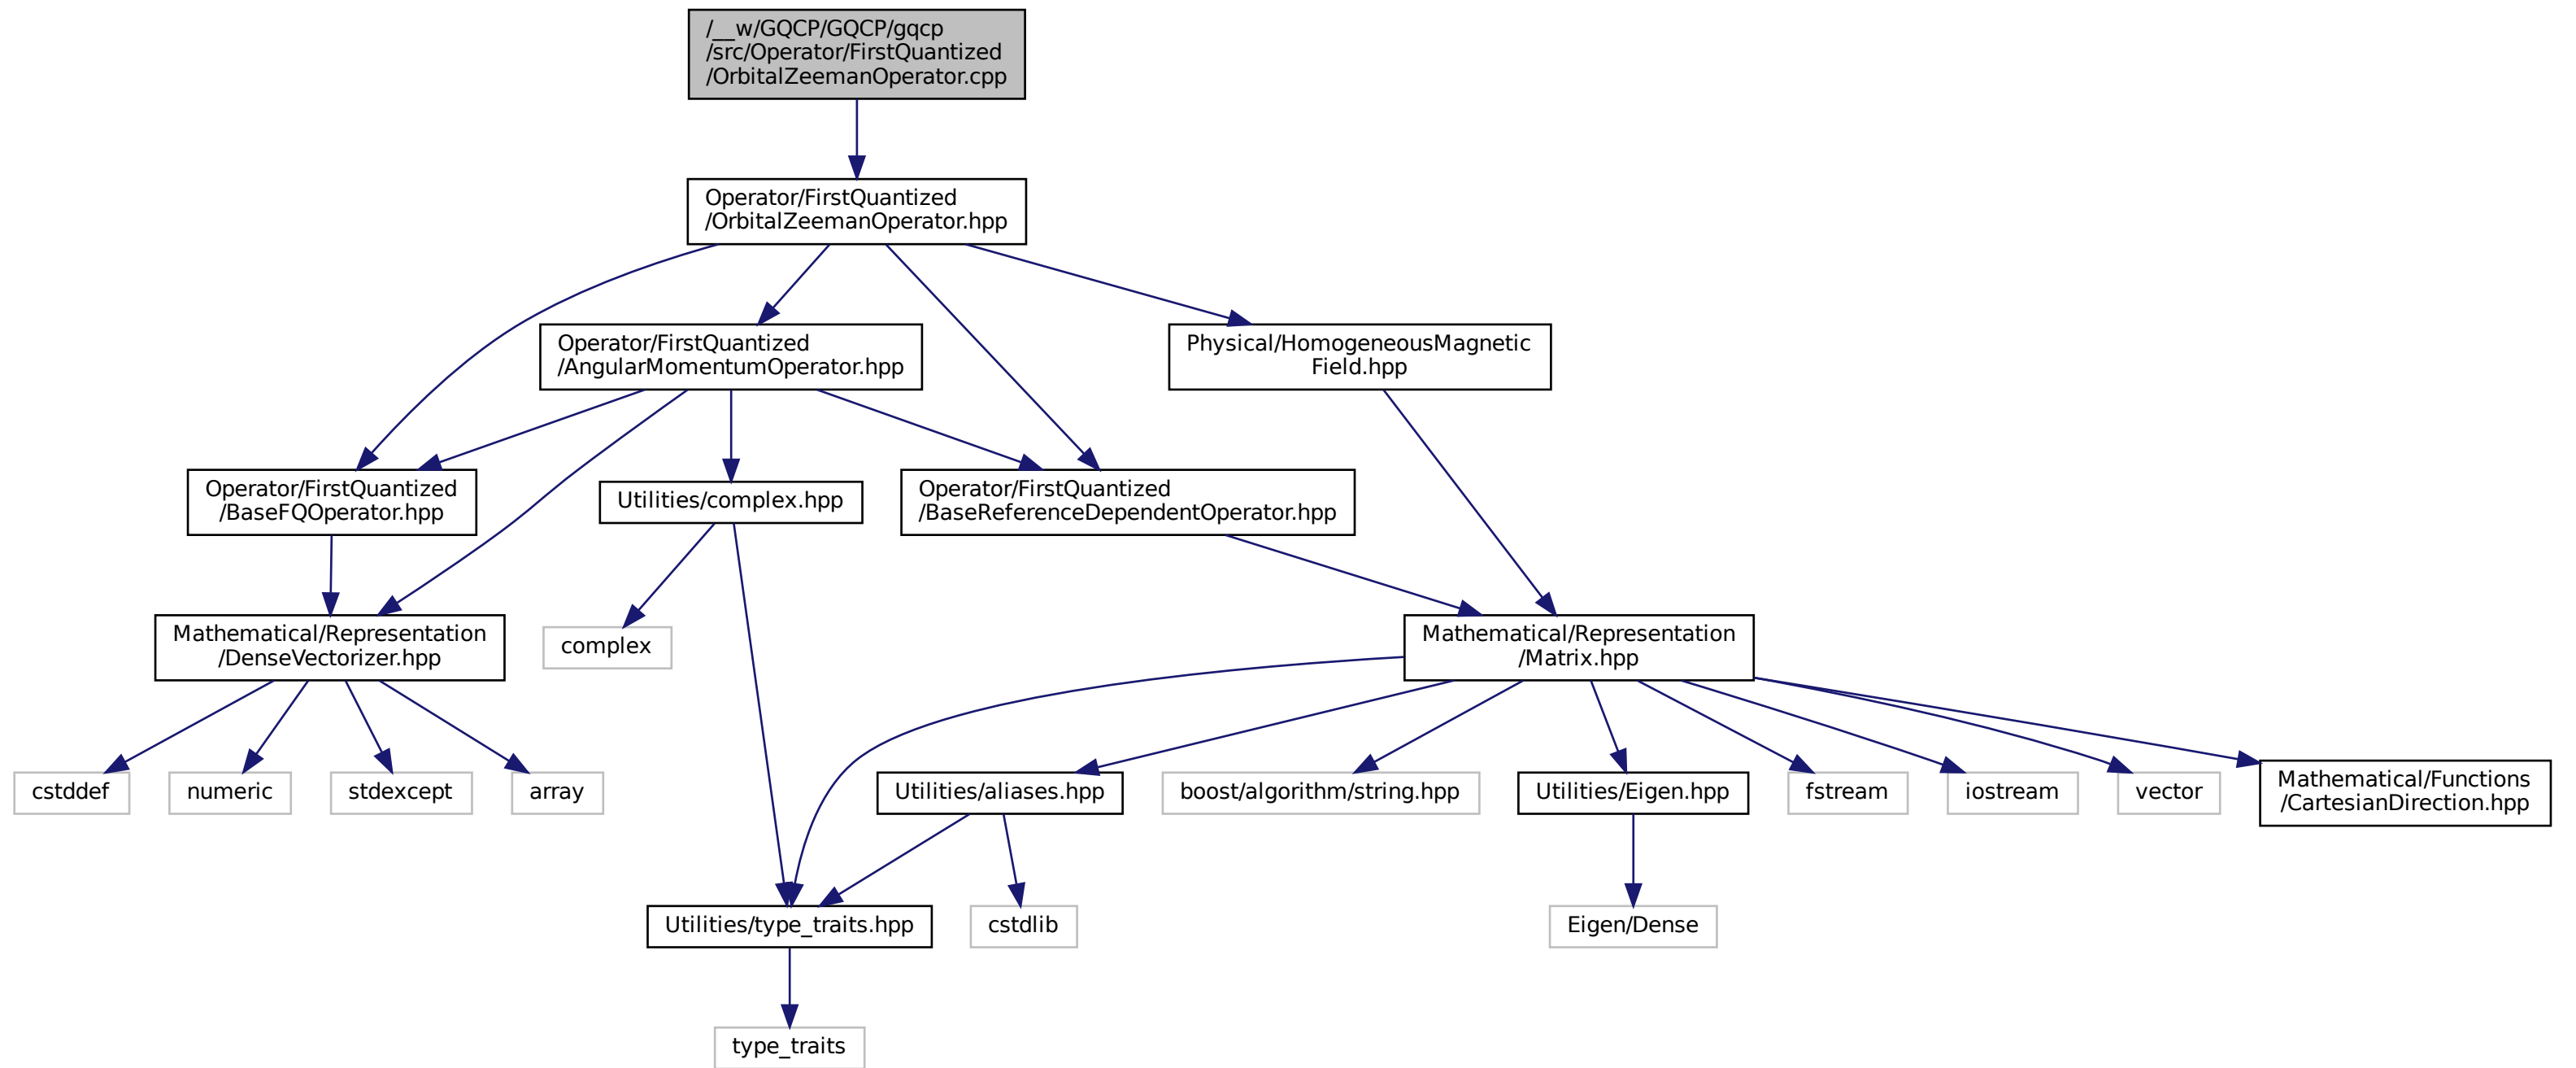 /__w/GQCP/GQCP/gqcp
/src/Operator/FirstQuantized
/OrbitalZeemanOperator.cpp
Operator/FirstQuantized
/OrbitalZeemanOperator.hpp
Operator/FirstQuantized
/AngularMomentumOperator.hpp
Physical/HomogeneousMagnetic
Field.hpp
Operator/FirstQuantized
/BaseFQOperator.hpp
Utilities/complex.hpp
Operator/FirstQuantized
/BaseReferenceDependentOperator.hpp
Mathematical/Representation
/DenseVectorizer.hpp
complex
Mathematical/Representation
/Matrix.hpp
cstddef
numeric
stdexcept
array
Utilities/aliases.hpp
boost/algorithm/string.hpp
Utilities/Eigen.hpp
fstream
iostream
vector
Mathematical/Functions
/CartesianDirection.hpp
Utilities/type_traits.hpp
cstdlib
Eigen/Dense
type_traits